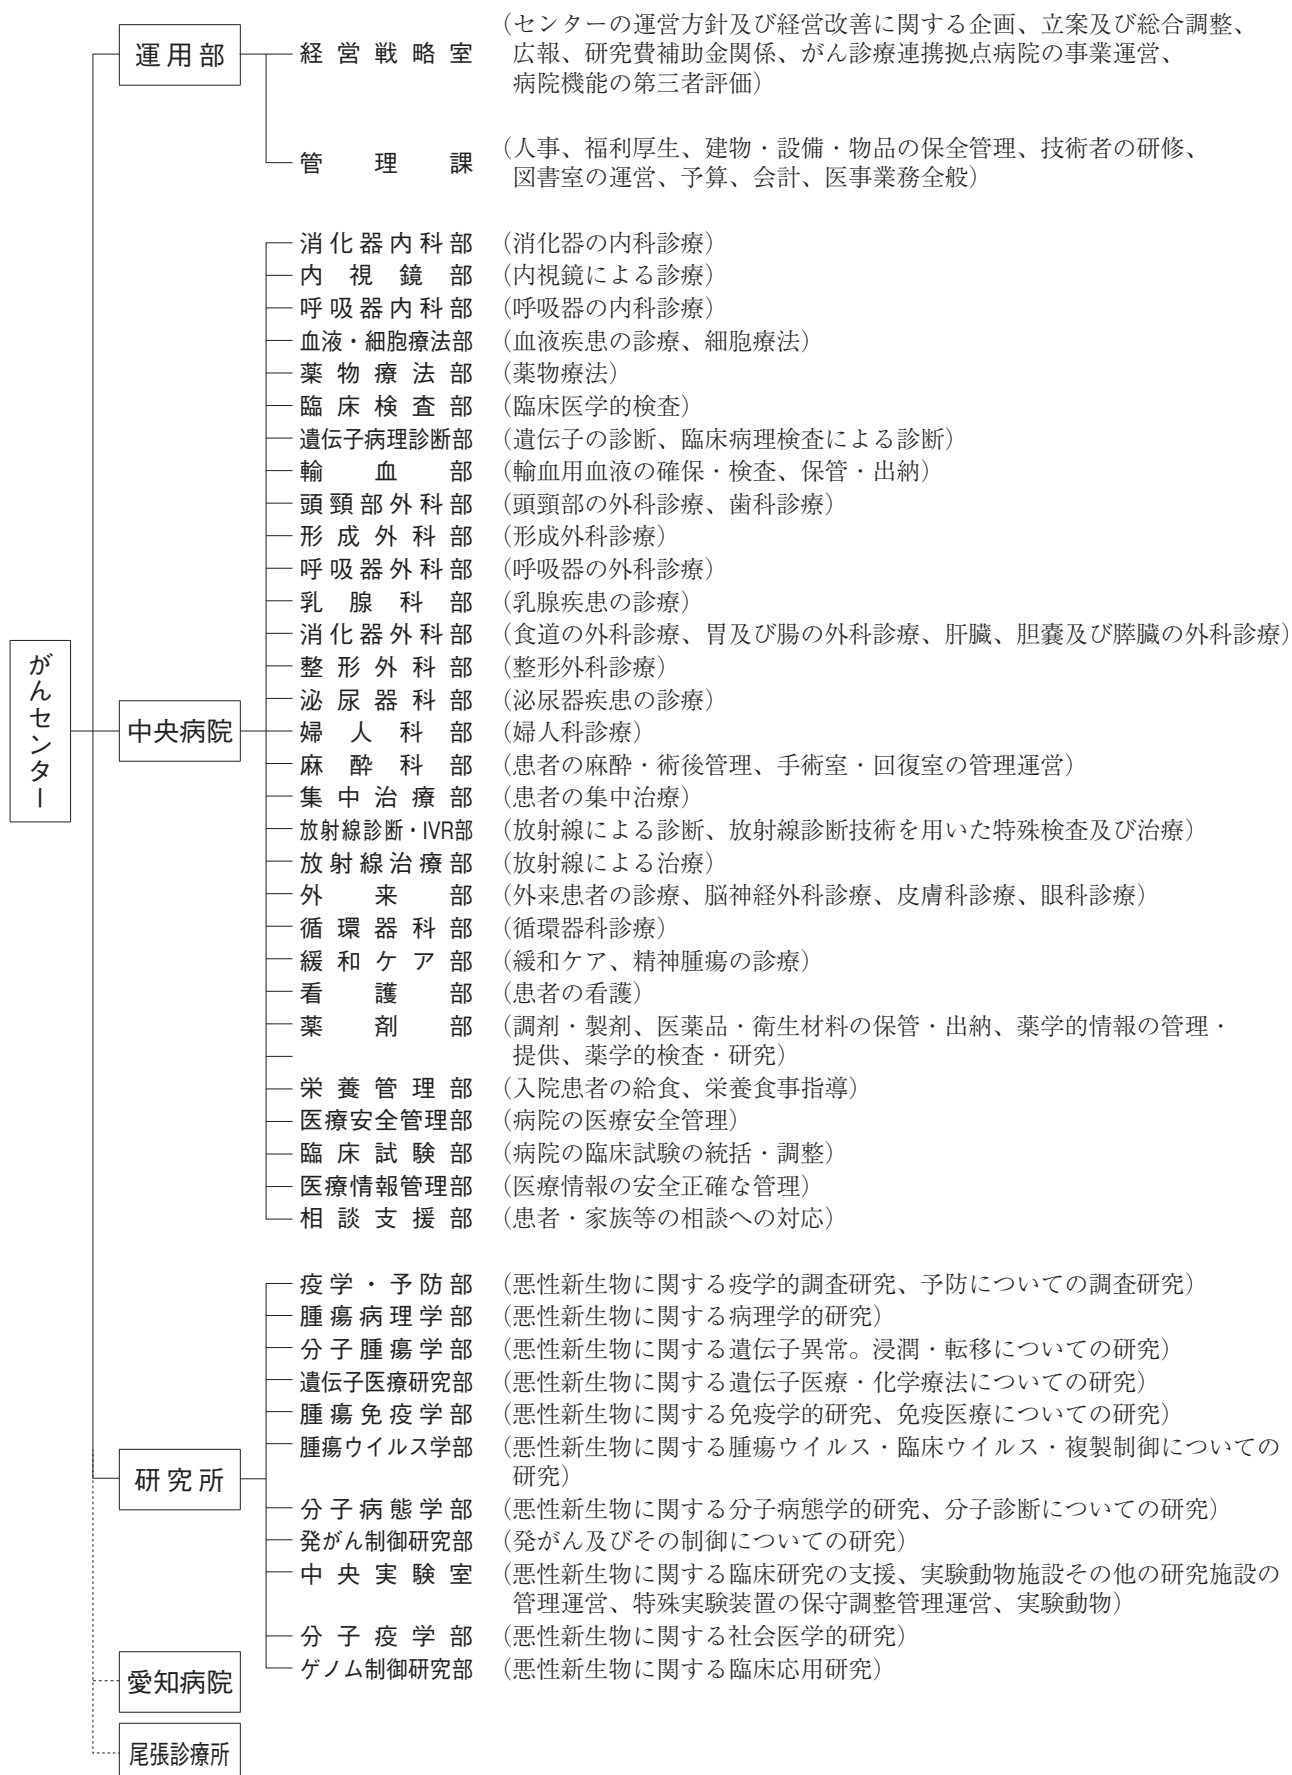 がんセンター
運用部
経営戦略室 (センターの運営方針及び経営改善に関する企画、立案及び総合調整、
広報、研究費補助金関係、がん診療連携拠点病院の事業運営、
病院機能の第三者評価)
管理課 (人事、福利厚生、建物・設備・物品の保全管理、技術者の研修、
図書室の運営、予算、会計、医事業務全般)
中央病院
消化器内科部 (消化器の内科診療)
内視鏡部 (内視鏡による診療)
呼吸器内科部 (呼吸器の内科診療)
血液・細胞療法部 (血液疾患の診療、細胞療法)
薬物療法部 (薬物療法)
臨床検査部 (臨床医学的検査)
遺伝子病理診断部 (遺伝子の診断、臨床病理検査による診断)
輸血部 (輸血用血液の確保・検査、保管・出納)
頭頸部外科部 (頭頸部の外科診療、歯科診療)
形成外科部 (形成外科診療)
呼吸器外科部 (呼吸器の外科診療)
乳腺科部 (乳腺疾患の診療)
消化器外科部 (食道の外科診療、胃及び腸の外科診療、肝臓、胆嚢及び膵臓の外科診療)
整形外科部 (整形外科診療)
泌尿器科部 (泌尿器疾患の診療)
婦人科部 (婦人科診療)
麻酔科部 (患者の麻酔・術後管理、手術室・回復室の管理運営)
集中治療部 (患者の集中治療)
放射線診断・IVR部 (放射線による診断、放射線診断技術を用いた特殊検査及び治療)
放射線治療部 (放射線による治療)
外来部 (外来患者の診療、脳神経外科診療、皮膚科診療、眼科診療)
循環器科部 (循環器科診療)
緩和ケア部 (緩和ケア、精神腫瘍の診療)
看護部 (患者の看護)
薬剤部 (調剤・製剤、医薬品・衛生材料の保管・出納、薬学的情報の管理・
提供、薬学的検査・研究)
栄養管理部 (入院患者の給食、栄養食事指導)
医療安全管理部 (病院の医療安全管理)
臨床試験部 (病院の臨床試験の統括・調整)
医療情報管理部 (医療情報の安全正確な管理)
相談支援部 (患者・家族等の相談への対応)
研究所
疫学・予防部 (悪性新生物に関する疫学的調査研究、予防についての調査研究)
腫瘍病理学部 (悪性新生物に関する病理学的研究)
分子腫瘍学部 (悪性新生物に関する遺伝子異常。浸潤・転移についての研究)
遺伝子医療研究部 (悪性新生物に関する遺伝子医療・化学療法についての研究)
腫瘍免疫学部 (悪性新生物に関する免疫学的研究、免疫医療についての研究)
腫瘍ウイルス学部 (悪性新生物に関する腫瘍ウイルス・臨床ウイルス・複製制御についての
研究)
分子病態学部 (悪性新生物に関する分子病態学的研究、分子診断についての研究)
発がん制御研究部 (発がん及びその制御についての研究)
中央実験室 (悪性新生物に関する臨床研究の支援、実験動物施設その他の研究施設の
管理運営、特殊実験装置の保守調整管理運営、実験動物)
分子疫学部 (悪性新生物に関する社会医学的研究)
ゲノム制御研究部 (悪性新生物に関する臨床応用研究)
愛知病院
尾張診療所